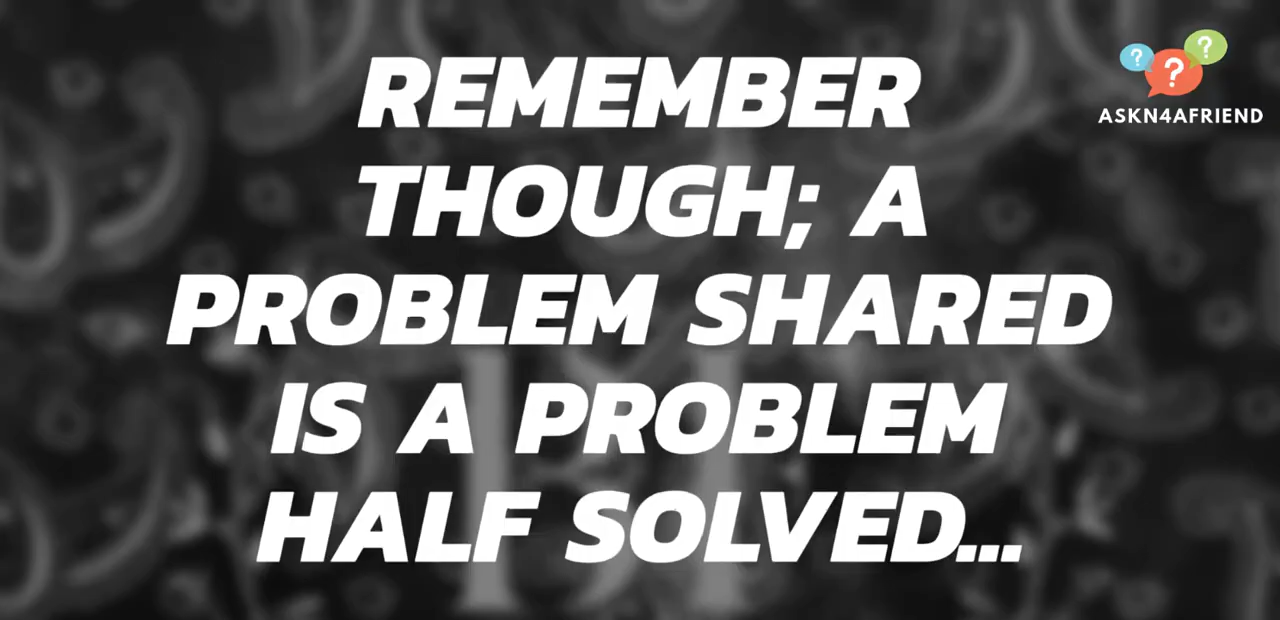 REMEMBER
THOUGH; A
PROBLEM SHARED
IS A PROBLEM
HALF SOLVED...
? ? ?
ASKN4AFRIEND